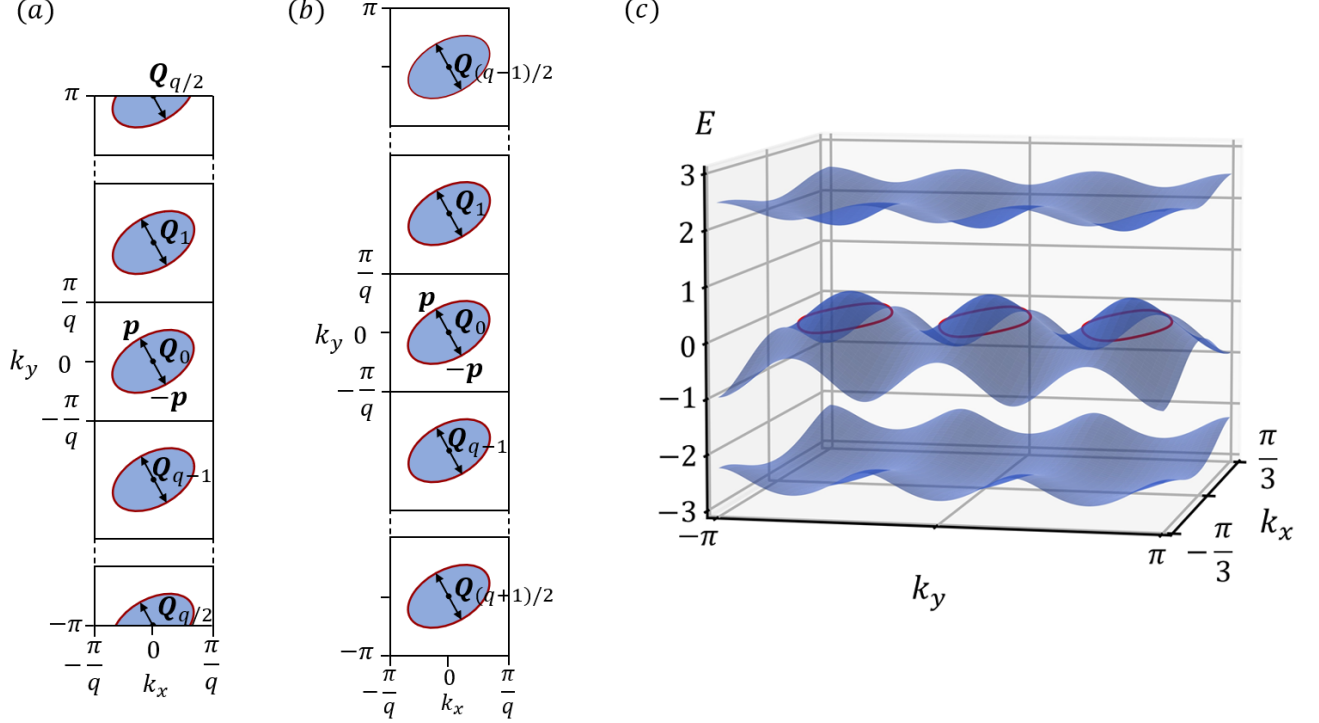 (a)
Q_{q/2}
π
Q_1
π/q
p
Q_0
k_y 0
−p
−π/q
Q_{q−1}
Q_{q/2}
−π
−π/q 0 π/q
k_x
(b)
π
Q_{(q−1)/2}
Q_1
π/q
p
Q_0
k_y 0
−p
−π/q
Q_{q−1}
Q_{(q+1)/2}
−π
−π/q 0 π/q
k_x
(c)
E
3
2
1
0
−1
−2
−3
−π
π
k_y
−π/3
k_x
π/3